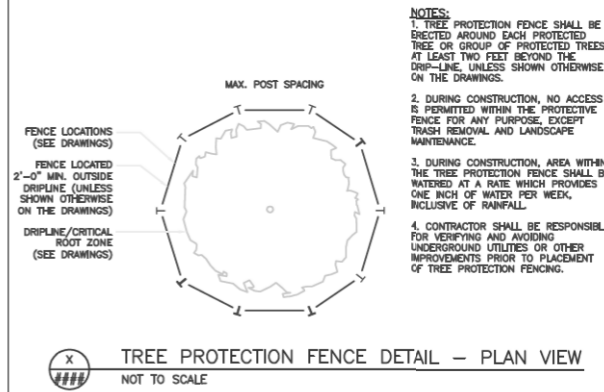 MAX. POST SPACING
FENCE LOCATIONS
(SEE DRAWINGS)
FENCE LOCATED
2'-0" MIN. OUTSIDE
DRIPLINE (UNLESS
SHOWN OTHERWISE
ON THE DRAWINGS)
DRIPLINE/CRITICAL
ROOT ZONE
(SEE DRAWINGS)
NOTES:
1. TREE PROTECTION FENCE SHALL BE
ERECTED AROUND EACH PROTECTED
TREE OR GROUP OF PROTECTED TREES
AT LEAST TWO FEET BEYOND THE
DRIP-LINE, UNLESS SHOWN OTHERWISE
ON THE DRAWINGS.
2. DURING CONSTRUCTION, NO ACCESS
IS PERMITTED WITHIN THE PROTECTIVE
FENCE FOR ANY PURPOSE, EXCEPT
TRASH REMOVAL AND LANDSCAPE
MAINTENANCE.
3. DURING CONSTRUCTION, AREA WITHIN
THE TREE PROTECTION FENCE SHALL B
WATERED AT A RATE WHICH PROVIDES
ONE INCH OF WATER PER WEEK,
INCLUSIVE OF RAINFALL.
4. CONTRACTOR SHALL BE RESPONSIBL
FOR VERIFYING AND AVOIDING
UNDERGROUND UTILITIES OR OTHER
IMPROVEMENTS PRIOR TO PLACEMENT
OF TREE PROTECTION FENCING.
X
####
TREE PROTECTION FENCE DETAIL - PLAN VIEW
NOT TO SCALE